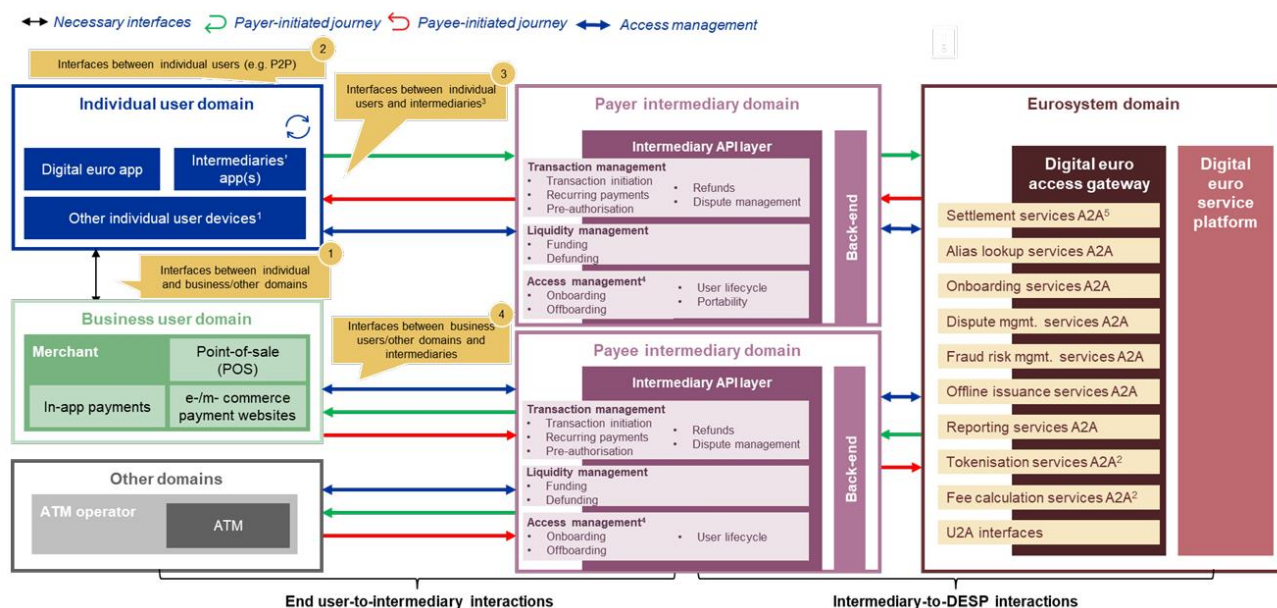 Necessary interfaces
Payer-initiated journey
Payee-initiated journey
Access management
2
Interfaces between individual users (e.g. P2P)
3
Interfaces between individual
users and intermediaries³
Individual user domain
Digital euro app
Intermediaries'
app(s)
Other individual user devices¹
1
Interfaces between individual
and business/other domains
Business user domain
Merchant
Point-of-sale
(POS)
In-app payments
e-/m- commerce
payment websites
4
Interfaces between business
users/other domains and
intermediaries
Other domains
ATM operator
ATM
Payer intermediary domain
Intermediary API layer
Back-end
Transaction management
• Transaction initiation
• Recurring payments
• Pre-authorisation
• Refunds
• Dispute management
Liquidity management
• Funding
• Defunding
Access management⁴
• Onboarding
• Offboarding
• User lifecycle
• Portability
Payee intermediary domain
Intermediary API layer
Back-end
Transaction management
• Transaction initiation
• Recurring payments
• Pre-authorisation
• Refunds
• Dispute management
Liquidity management
• Funding
• Defunding
Access management⁴
• Onboarding
• Offboarding
• User lifecycle
Eurosystem domain
Digital euro
access gateway
Digital
euro
service
platform
Settlement services A2A⁵
Alias lookup services A2A
Onboarding services A2A
Dispute mgmt. services A2A
Fraud risk mgmt. services A2A
Offline issuance services A2A
Reporting services A2A
Tokenisation services A2A²
Fee calculation services A2A²
U2A interfaces
End user-to-intermediary interactions
Intermediary-to-DESP interactions